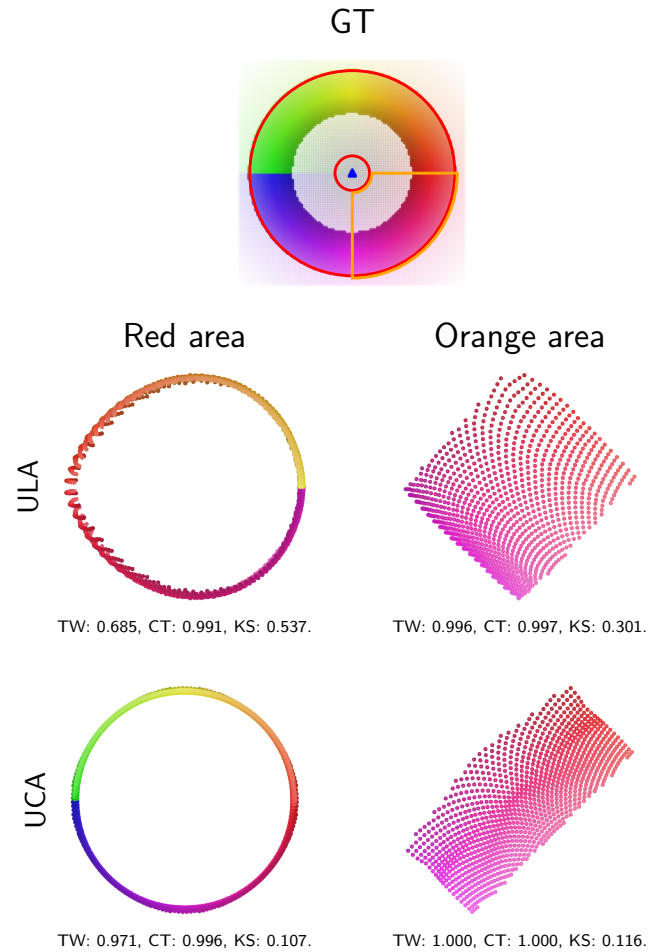 GT
Red area
Orange area
ULA
TW: 0.685, CT: 0.991, KS: 0.537.
TW: 0.996, CT: 0.997, KS: 0.301.
UCA
TW: 0.971, CT: 0.996, KS: 0.107.
TW: 1.000, CT: 1.000, KS: 0.116.